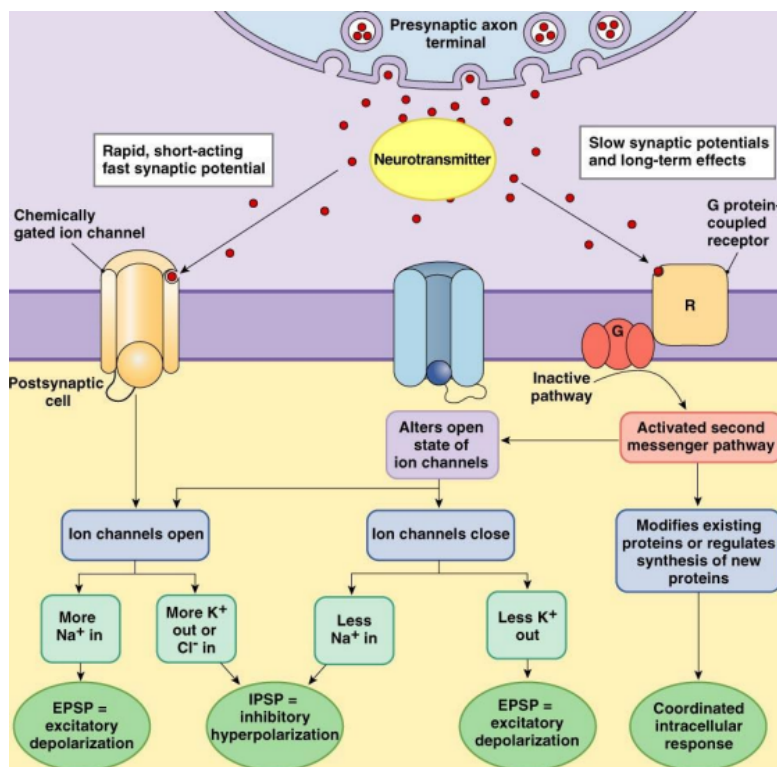 Presynaptic axon
terminal
Rapid, short-acting
fast synaptic potential
Neurotransmitter
Slow synaptic potentials
and long-term effects
Chemically
gated ion channel
G protein-
coupled
receptor
R
G
Postsynaptic
cell
Inactive
pathway
Alters open
state of
ion channels
Activated second
messenger pathway
Ion channels open
Ion channels close
Modifies existing
proteins or regulates
synthesis of new
proteins
More
Na⁺ in
More K⁺
out or
Cl⁻ in
Less
Na⁺ in
Less K⁺
out
EPSP =
excitatory
depolarization
IPSP =
inhibitory
hyperpolarization
EPSP =
excitatory
depolarization
Coordinated
intracellular
response